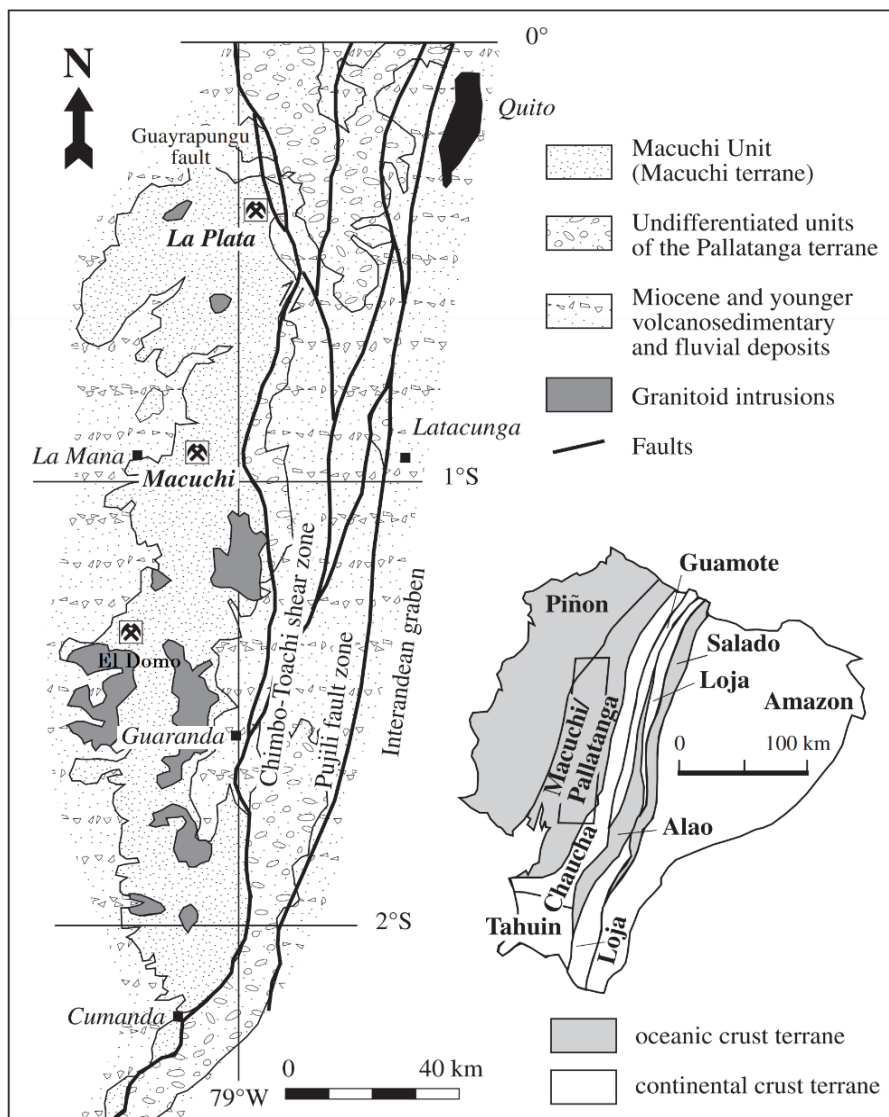 0°
N
Quito
Guayrapungu
fault
La Plata
Macuchi Unit
(Macuchi terrane)
Undifferentiated units
of the Pallatanga terrane
Miocene and younger
volcanosedimentary
and fluvial deposits
Granitoid intrusions
Faults
Latacunga
La Mana
Macuchi
1°S
Chimbo-Toachi shear zone
Pujili fault zone
Interandean graben
El Domo
Guaranda
2°S
Cumanda
79°W
0 40 km
Guamote
Piñon
Salado
Loja
Amazon
0 100 km
Macuchi/
Pallatanga
Alao
Chaucha
Tahuin
Loja
oceanic crust terrane
continental crust terrane